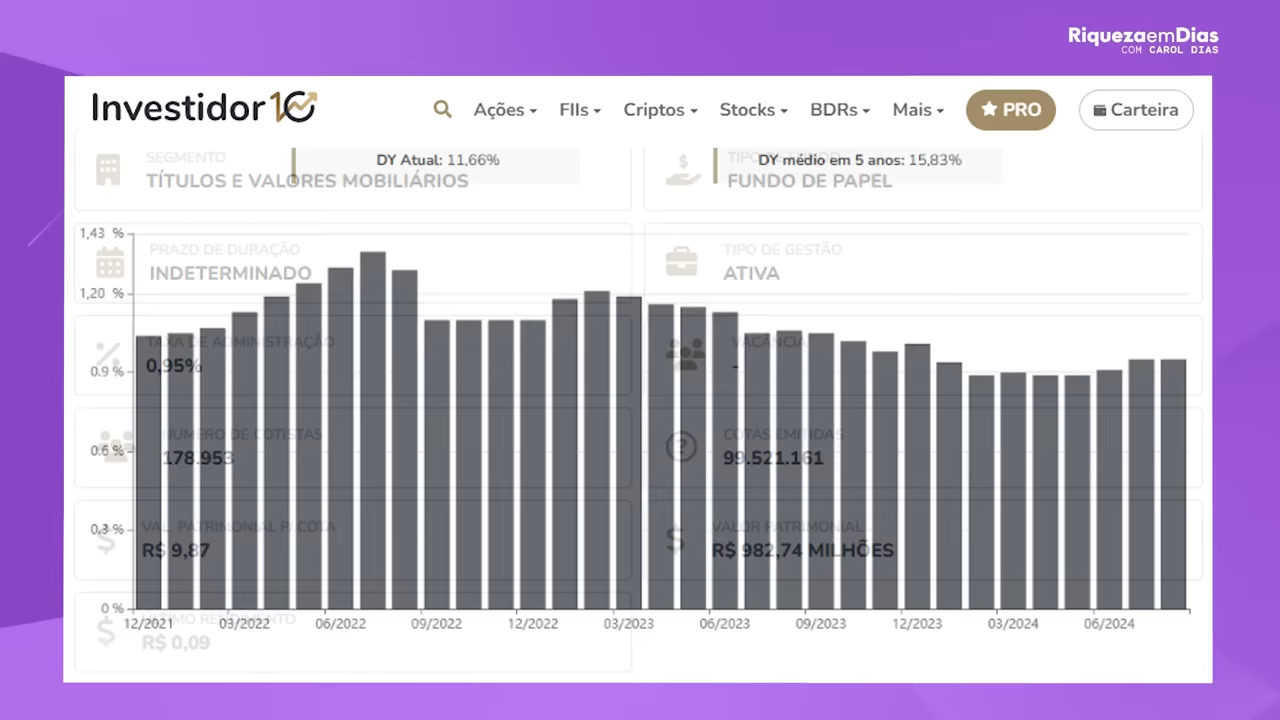 RiquezaemDias
COM CAROL DIAS
Investidor10
Ações
FIIs
Criptos
Stocks
BDRs
Mais
PRO
Carteira
SEGMENTO
DY Atual: 11,66%
TÍTULOS E VALORES MOBILIÁRIOS
DY médio em 5 anos: 15,83%
FUNDO DE PAPEL
1,43 %
PRAZO DE DURAÇÃO
INDETERMINADO
TIPO DE GESTÃO
ATIVA
1,20 %
TAXA DE ADMINISTRAÇÃO
0,95%
VACÂNCIA
-
0.9 %
NÚMERO DE COTISTAS
178.953
COTAS EMITIDAS
99.521.161
0.6 %
VAL. PATRIMONIAL P/ COTA
R$ 9,87
VALOR PATRIMONIAL
R$ 982,74 MILHÕES
0,3 %
0 %
ÚLTIMO RENDIMENTO
R$ 0,09
12/2021 03/2022 06/2022 09/2022 12/2022 03/2023 06/2023 09/2023 12/2023 03/2024 06/2024